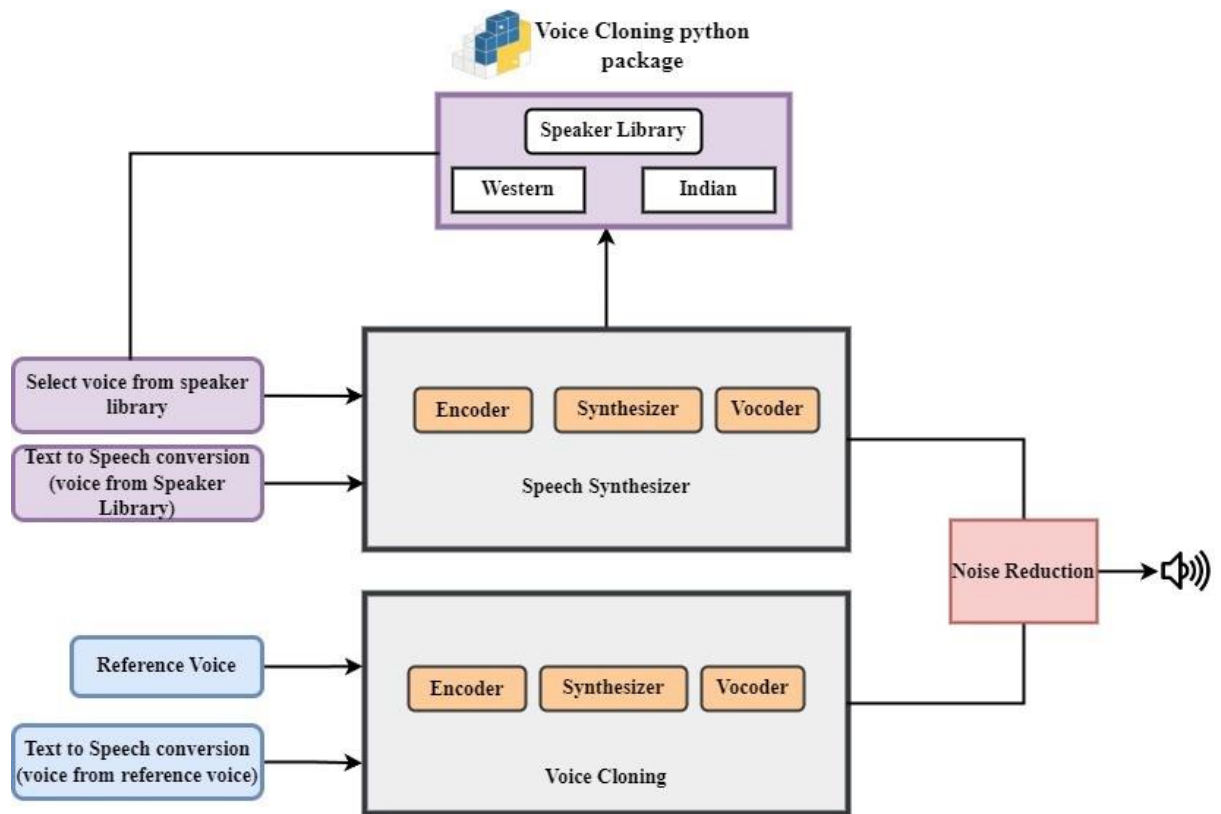 Voice Cloning python
package
Speaker Library
Western
Indian
Select voice from speaker
library
Text to Speech conversion
(voice from Speaker
Library)
Encoder
Synthesizer
Vocoder
Speech Synthesizer
Noise Reduction
Reference Voice
Text to Speech conversion
(voice from reference voice)
Encoder
Synthesizer
Vocoder
Voice Cloning